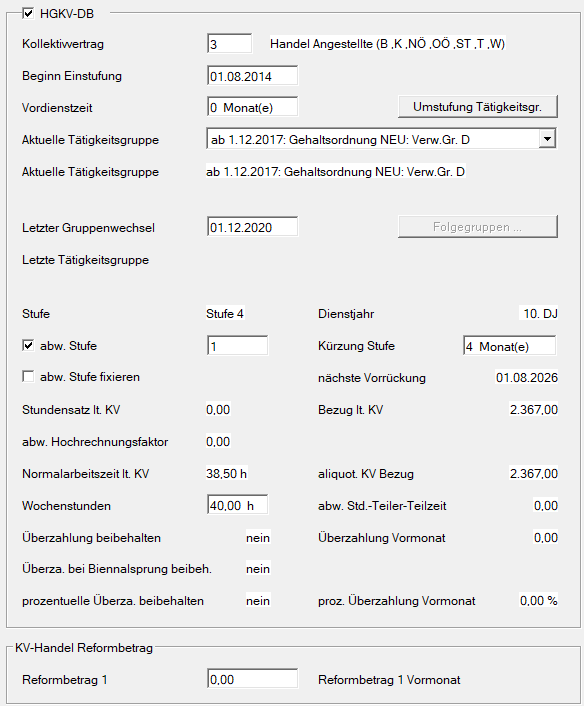 HGKV-DB
Kollektivvertrag 3 Handel Angestellte (B ,K ,NÖ ,OÖ ,ST ,T ,W)
Beginn Einstufung 01.08.2014
Vordienstzeit 0 Monat(e) Umstufung Tätigkeitsgr.
Aktuelle Tätigkeitsgruppe ab 1.12.2017: Gehaltsordnung NEU: Verw.Gr. D
Aktuelle Tätigkeitsgruppe ab 1.12.2017: Gehaltsordnung NEU: Verw.Gr. D
Letzter Gruppenwechsel 01.12.2020 Folgegruppen ...
Letzte Tätigkeitsgruppe
Stufe Stufe 4 Dienstjahr 10. DJ
abw. Stufe 1 Kürzung Stufe 4 Monat(e)
abw. Stufe fixieren nächste Vorrückung 01.08.2026
Stundensatz lt. KV 0,00 Bezug lt. KV 2.367,00
abw. Hochrechnungsfaktor 0,00
Normalarbeitszeit lt. KV 38,50 h aliquot. KV Bezug 2.367,00
Wochenstunden 40,00 h abw. Std.-Teiler-Teilzeit 0,00
Überzahlung beibehalten nein Überzahlung Vormonat 0,00
Überza. bei Biennalsprung beibeh. nein
prozentuelle Überza. beibehalten nein proz. Überzahlung Vormonat 0,00 %
KV-Handel Reformbetrag
Reformbetrag 1 0,00 Reformbetrag 1 Vormonat